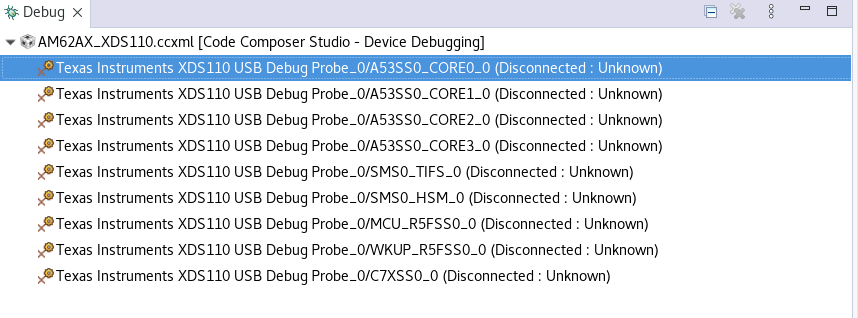 Debug
AM62AX_XDS110.ccxml [Code Composer Studio - Device Debugging]
Texas Instruments XDS110 USB Debug Probe_0/A53SS0_CORE0_0 (Disconnected : Unknown)
Texas Instruments XDS110 USB Debug Probe_0/A53SS0_CORE1_0 (Disconnected : Unknown)
Texas Instruments XDS110 USB Debug Probe_0/A53SS0_CORE2_0 (Disconnected : Unknown)
Texas Instruments XDS110 USB Debug Probe_0/A53SS0_CORE3_0 (Disconnected : Unknown)
Texas Instruments XDS110 USB Debug Probe_0/SMS0_TIFS_0 (Disconnected : Unknown)
Texas Instruments XDS110 USB Debug Probe_0/SMS0_HSM_0 (Disconnected : Unknown)
Texas Instruments XDS110 USB Debug Probe_0/MCU_R5FSS0_0 (Disconnected : Unknown)
Texas Instruments XDS110 USB Debug Probe_0/WKUP_R5FSS0_0 (Disconnected : Unknown)
Texas Instruments XDS110 USB Debug Probe_0/C7XSS0_0 (Disconnected : Unknown)